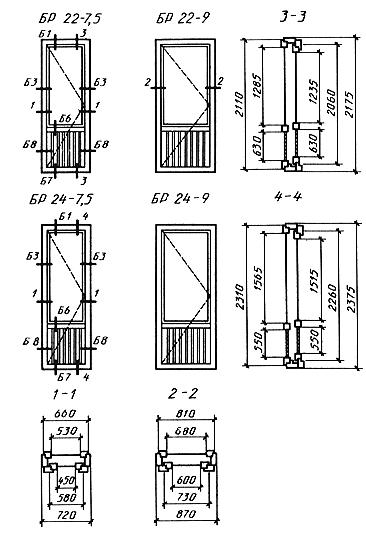 БР 22-7,5 БР 22-9 3-3
Б1 3
Б3 Б3
1 1
Б6
Б8 Б8
Б7 3
2 2
2110 1285 630 1235 630 2060 2175
БР 24-7,5 БР 24-9 4-4
Б1 4
Б3 Б3
1 1
Б6
Б8 Б8
Б7 4
2310 1565 550 1515 550 2260 2375
1-1 2-2
660 810
530 680
450 600
580 730
720 870